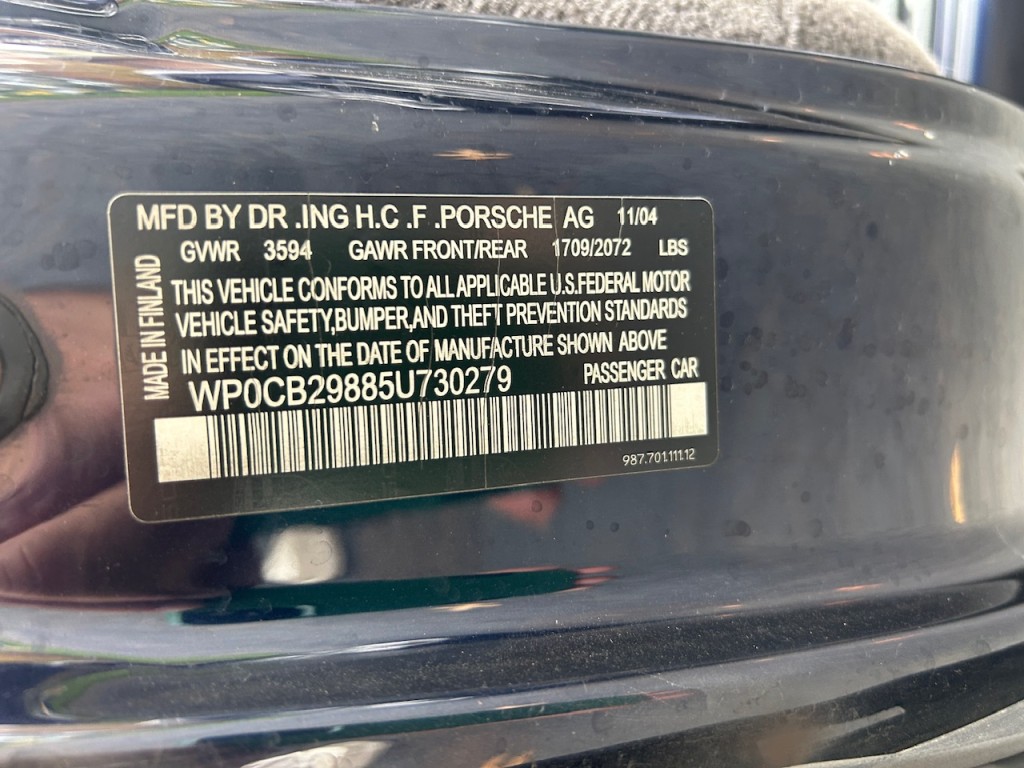 MFD BY DR .ING H.C .F .PORSCHE AG 11/04
GVWR 3594 GAWR FRONT/REAR 1709/2072 LBS
THIS VEHICLE CONFORMS TO ALL APPLICABLE U.S.FEDERAL MOTOR
VEHICLE SAFETY,BUMPER,AND THEFT PREVENTION STANDARDS
IN EFFECT ON THE DATE OF MANUFACTURE SHOWN ABOVE
WP0CB29885U730279 PASSENGER CAR
987.701.111.12
MADE IN FINLAND